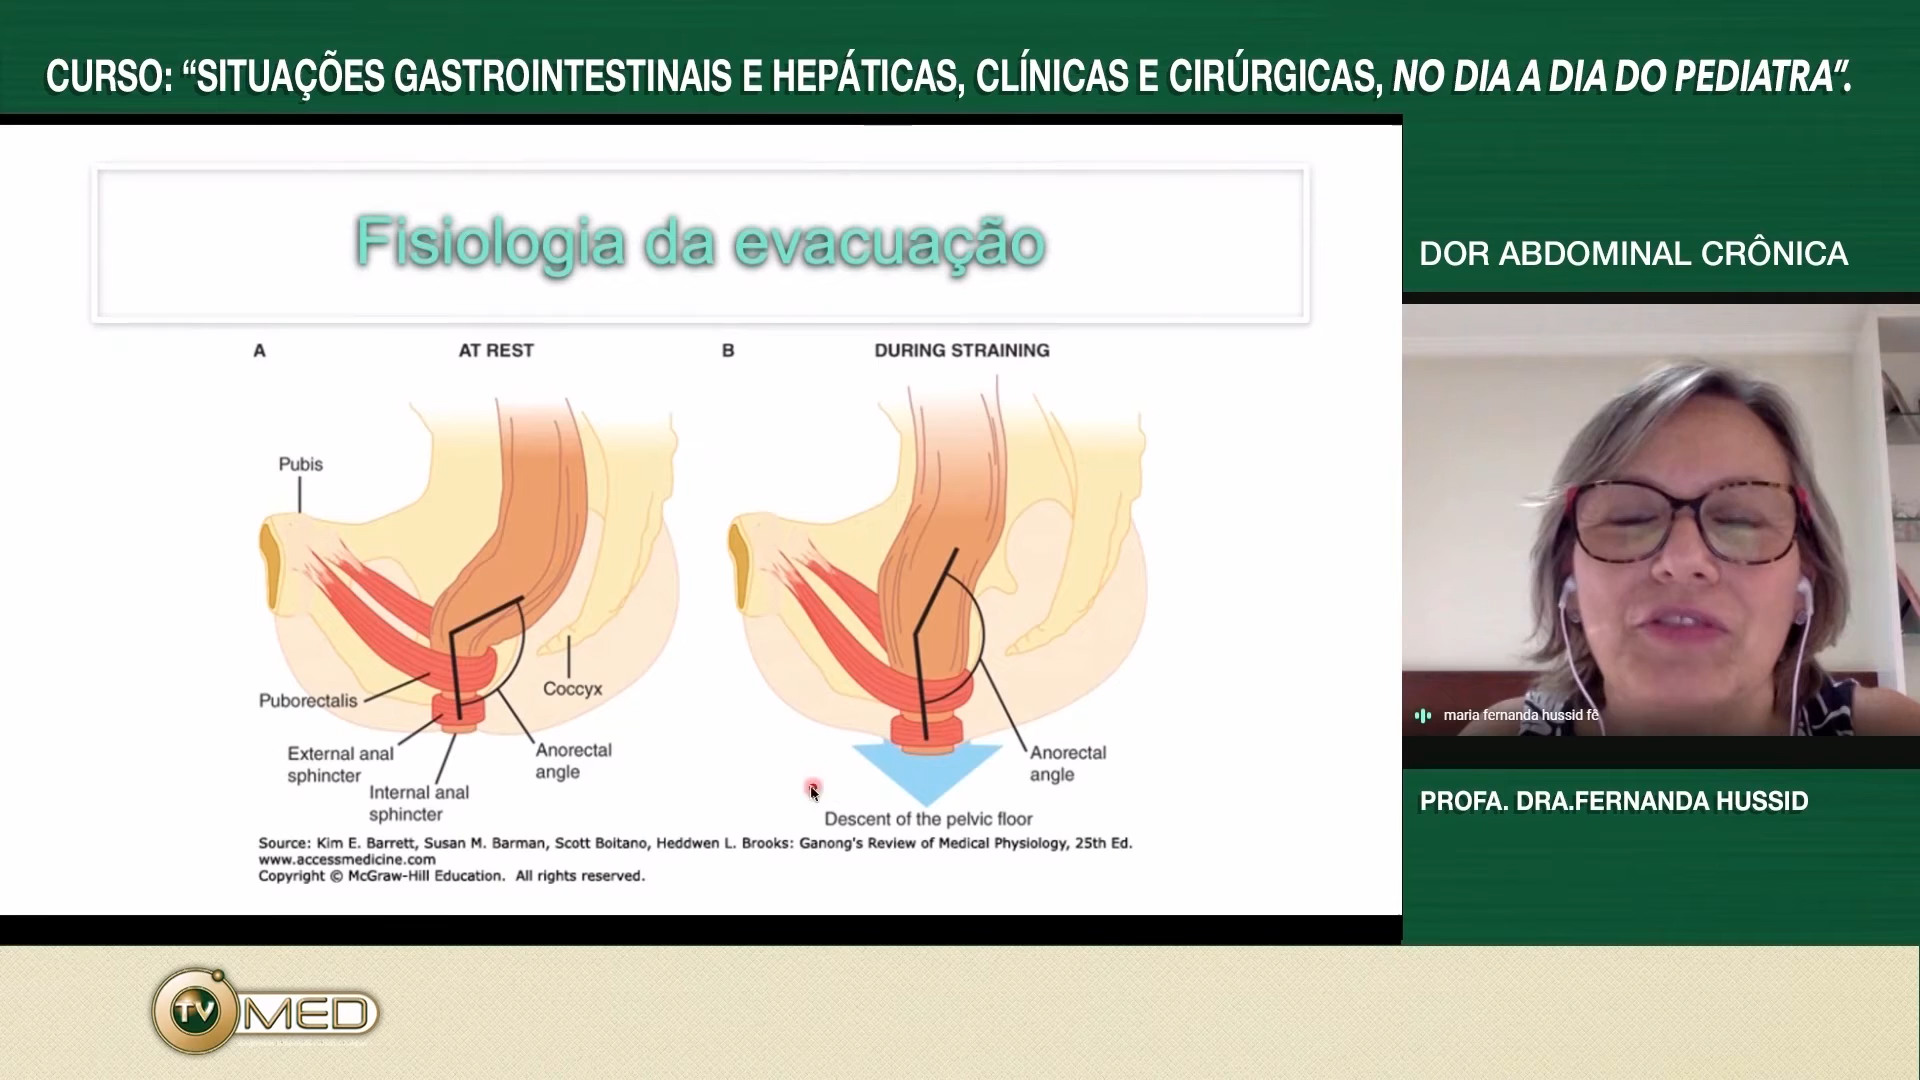 CURSO: “SITUAÇÕES GASTROINTESTINAIS E HEPÁTICAS, CLÍNICAS E CIRÚRGICAS, NO DIA A DIA DO PEDIATRA”.
Fisiologia da evacuação
A
AT REST
B
DURING STRAINING
Pubis
Puborectalis
Coccyx
External anal
sphincter
Internal anal
sphincter
Anorectal
angle
Anorectal
angle
Descent of the pelvic floor
Source: Kim E. Barrett, Susan M. Barman, Scott Boitano, Heddwen L. Brooks: Ganong's Review of Medical Physiology, 25th Ed.
www.accessmedicine.com
Copyright © McGraw-Hill Education. All rights reserved.
DOR ABDOMINAL CRÔNICA
maria fernanda hussid fê
PROFA. DRA.FERNANDA HUSSID
TV MED